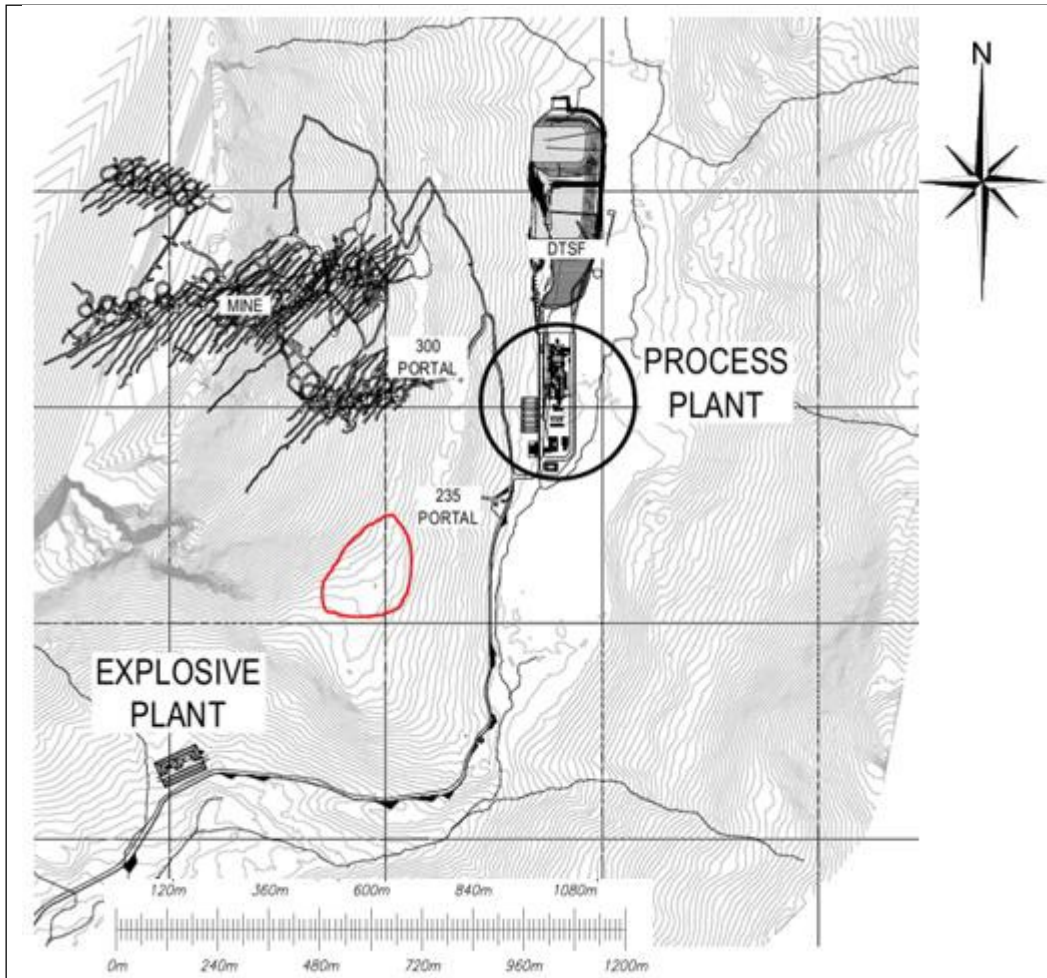 N
DTSF
MINE
300
PORTAL
PROCESS
PLANT
235
PORTAL
EXPLOSIVE
PLANT
120m 360m 600m 840m 1080m
0m 240m 480m 720m 960m 1200m